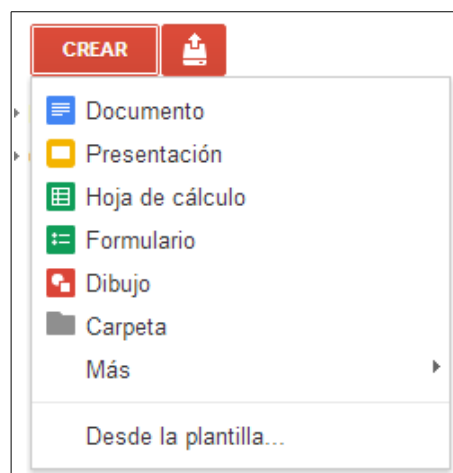 CREAR
Documento
Presentación
Hoja de cálculo
Formulario
Dibujo
Carpeta
Más
Desde la plantilla...